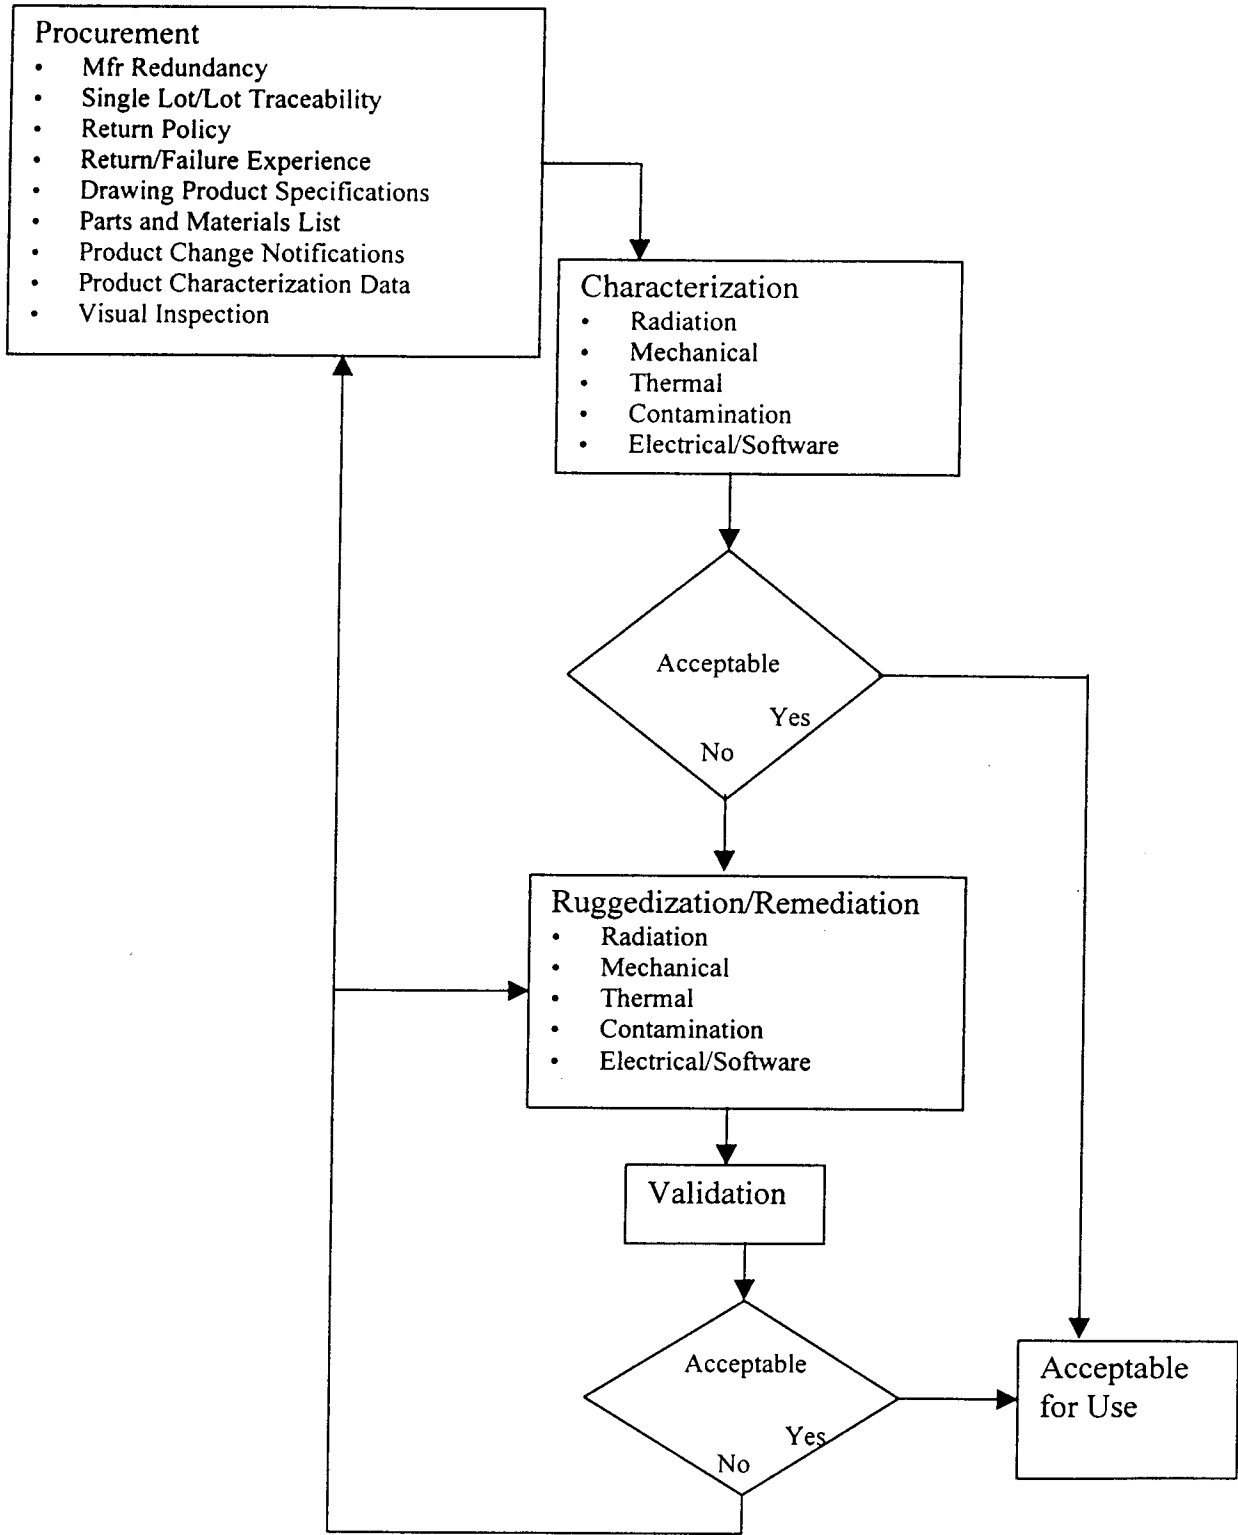 Procurement
• Mfr Redundancy
• Single Lot/Lot Traceability
• Return Policy
• Return/Failure Experience
• Drawing Product Specifications
• Parts and Materials List
• Product Change Notifications
• Product Characterization Data
• Visual Inspection
Characterization
• Radiation
• Mechanical
• Thermal
• Contamination
• Electrical/Software
Acceptable
Yes
No
Ruggedization/Remediation
• Radiation
• Mechanical
• Thermal
• Contamination
• Electrical/Software
Validation
Acceptable
Yes
No
Acceptable
for Use